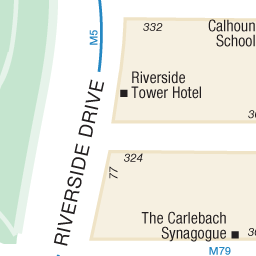 332
Calhoun
School
M5
Riverside
Tower Hotel
RIVERSIDE DRIVE
324
77
The Carlebach
Synagogue
M79